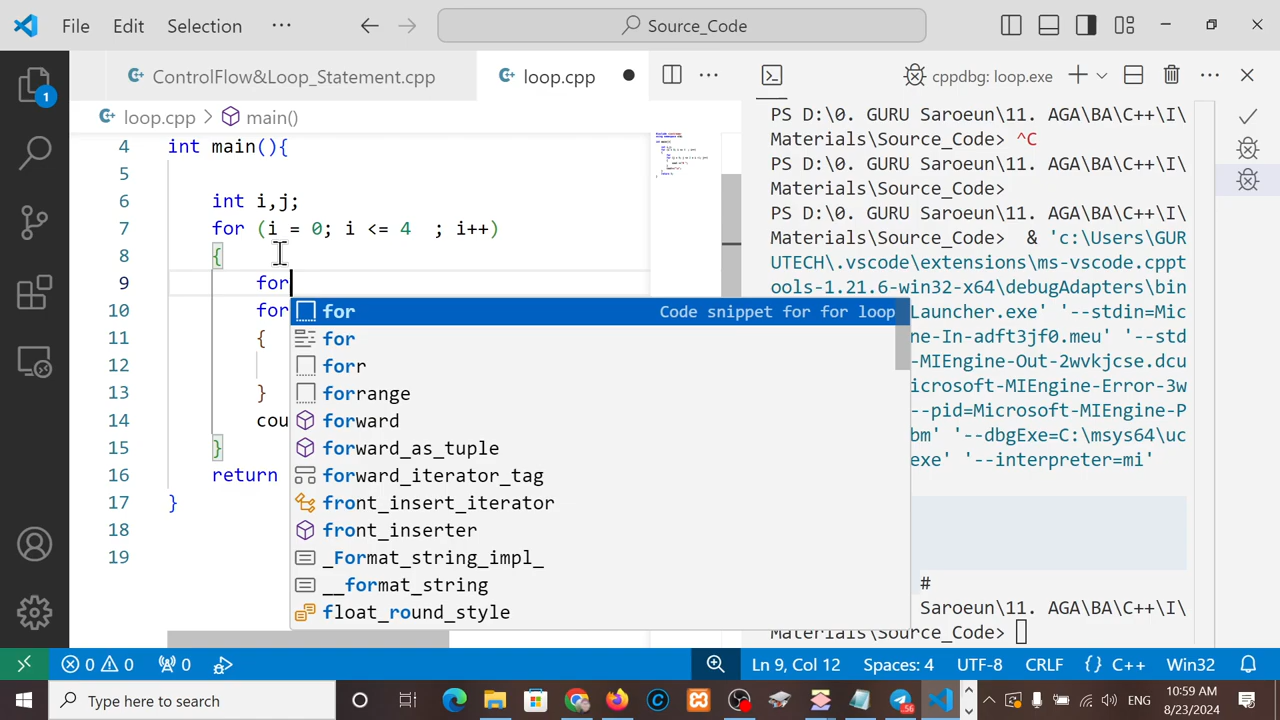 File Edit Selection ··· Source_Code
ControlFlow&Loop_Statement.cpp loop.cpp ··· cppdbg: loop.exe ···
loop.cpp > main()
4 int main(){
5
6 int i,j;
7 for (i = 0; i <= 4 ; i++)
8 {
9 for
10 for
11 {
12
13 }
14 cou
15 }
16 return
17 }
18
19
for Code snippet for for loop
for
forr
forrange
forward
forward_as_tuple
forward_iterator_tag
front_insert_iterator
front_inserter
_Format_string_impl_
__format_string
float_round_style
PS D:\0. GURU Saroeun\11. AGA\BA\C++\I\
Materials\Source_Code> ^C
PS D:\0. GURU Saroeun\11. AGA\BA\C++\I\
Materials\Source_Code>
PS D:\0. GURU Saroeun\11. AGA\BA\C++\I\
Materials\Source_Code> & 'c:\Users\GUR
UTECH\.vscode\extensions\ms-vscode.cppt
ools-1.21.6-win32-x64\debugAdapters\bin
Launcher.exe' '--stdin=Mic
ne-In-adft3jf0.meu' '--std
-MIEngine-Out-2wvkjcse.dcu
icrosoft-MIEngine-Error-3w
--pid=Microsoft-MIEngine-P
bm' '--dbgExe=C:\msys64\uc
exe' '--interpreter=mi'
#
Saroeun\11. AGA\BA\C++\I\
Materials\Source_Code>
1
0 0 0 Ln 9, Col 12 Spaces: 4 UTF-8 CRLF {} C++ Win32
Type here to search 56 ENG 10:59 AM
8/23/2024